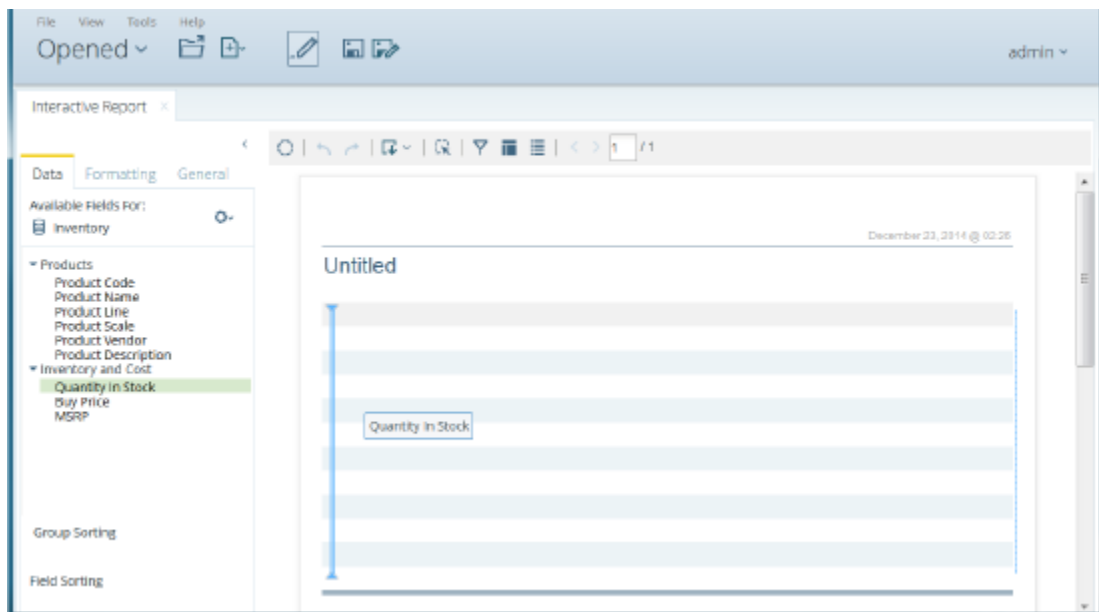 File View Tools Help
Opened
admin
Interactive Report ×
1 / 1
Data Formatting General
Available Fields For:
Inventory
December 23, 2014 @ 02:26
Products
Untitled
Product Code
Product Name
Product Line
Product Scale
Product Vendor
Product Description
Inventory and Cost
Quantity In Stock
Buy Price
MSRP
Quantity In Stock
Group Sorting
Field Sorting